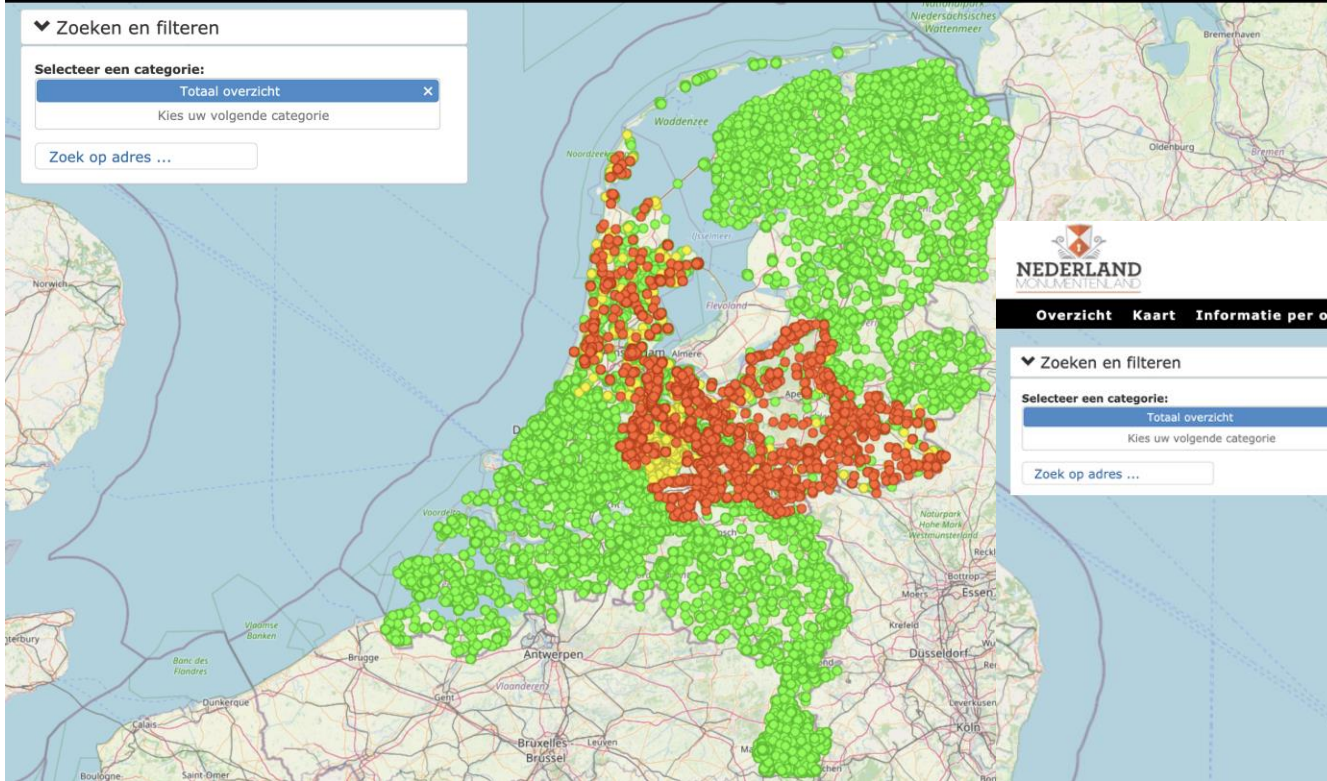 Zoeken en filteren
Selecteer een categorie:
Totaal overzicht ×
Kies uw volgende categorie
Zoek op adres ...
Niedersächsisches
Wattenmeer
Bremerhaven
Waddenzee
Oldenburg
Bremen
IJsselmeer
Norwich
Flevoland
Almere
NEDERLAND
MONUMENTENLAND
Overzicht Kaart Informatie per o
Zoeken en filteren
Selecteer een categorie:
Totaal overzicht
Kies uw volgende categorie
Zoek op adres ...
Voordelta
Naturpark
Hohe Mark
Westmünsterland
Bottrop
Essen
Moers
Krefeld
Düsseldorf
Vlaamse
Banken
Banc des
Flandres
Brugge
Antwerpen
Gent
Vlaanderen
Dunkerque
Calais
Leverkusen
Köln
Bruxelles
Brussel
Leuven
Boulogne-
Saint-Omer